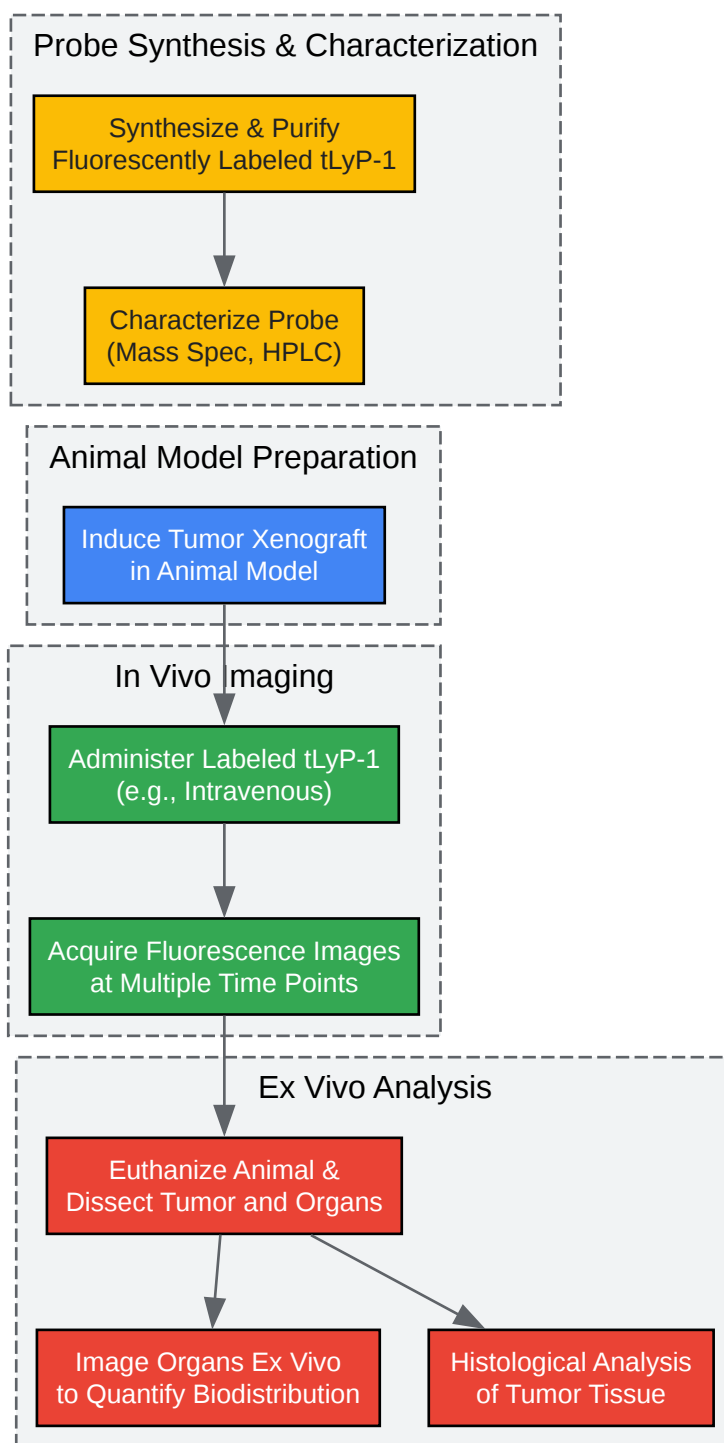 Probe Synthesis & Characterization
Synthesize & Purify
Fluorescently Labeled tLyP-1
Characterize Probe
(Mass Spec, HPLC)
Animal Model Preparation
Induce Tumor Xenograft
in Animal Model
In Vivo Imaging
Administer Labeled tLyP-1
(e.g., Intravenous)
Acquire Fluorescence Images
at Multiple Time Points
Ex Vivo Analysis
Euthanize Animal &
Dissect Tumor and Organs
Image Organs Ex Vivo
to Quantify Biodistribution
Histological Analysis
of Tumor Tissue